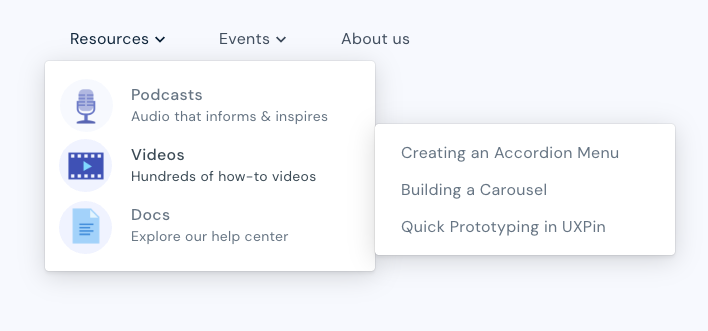 Resources
Events
About us
Podcasts
Audio that informs & inspires
Videos
Hundreds of how-to videos
Docs
Explore our help center
Creating an Accordion Menu
Building a Carousel
Quick Prototyping in UXPin